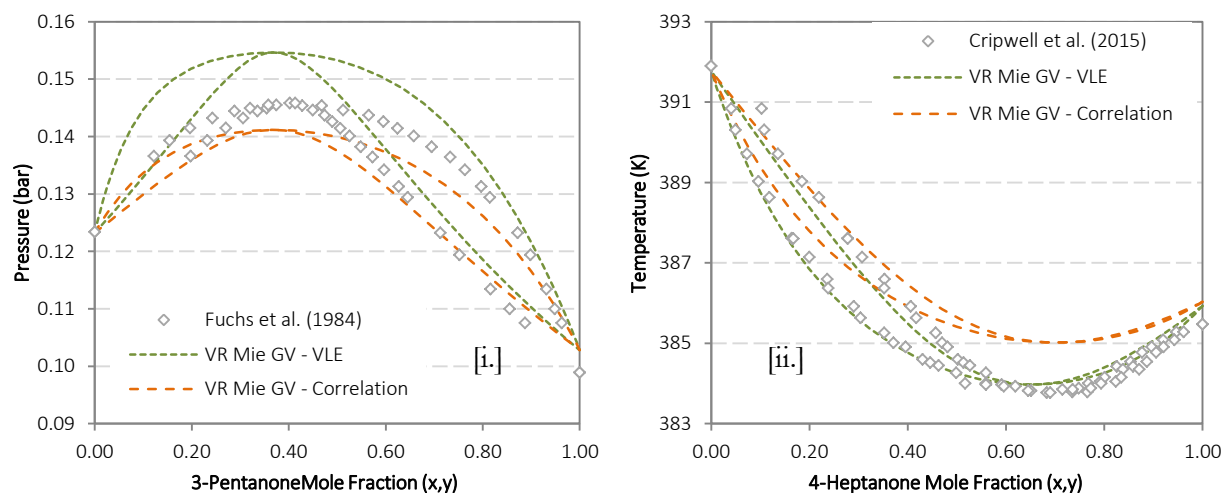 0.16
0.15
0.14
0.13
0.12
0.11
0.10
0.09
Pressure (bar)
Fuchs et al. (1984)
VR Mie GV - VLE
VR Mie GV - Correlation
[i.]
0.00 0.20 0.40 0.60 0.80 1.00
3-PentanoneMole Fraction (x,y)
393
391
389
387
385
383
Temperature (K)
Cripwell et al. (2015)
VR Mie GV - VLE
VR Mie GV - Correlation
[ii.]
0.00 0.20 0.40 0.60 0.80 1.00
4-Heptanone Mole Fraction (x,y)